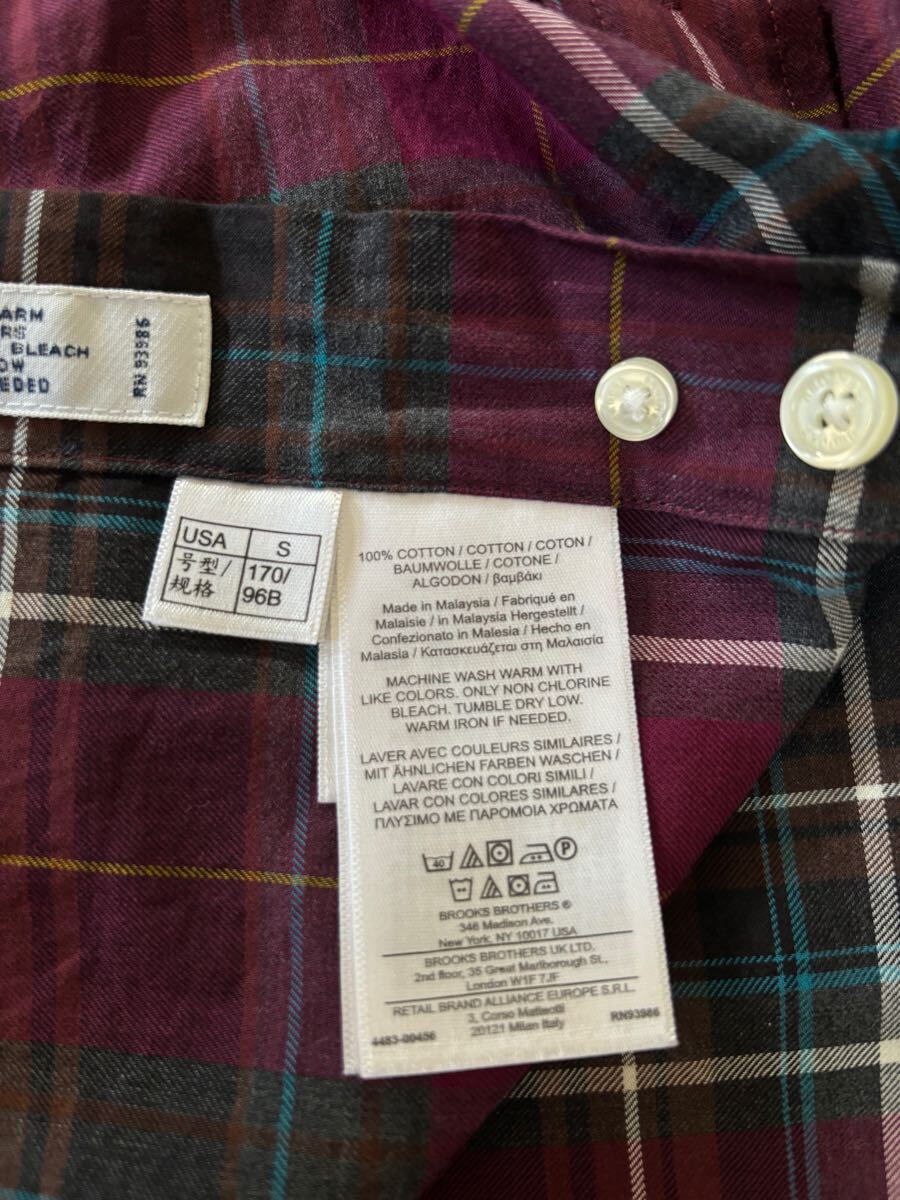 ARM
RS
BLEACH
OW
EDED
RN 93986
USA S
号型/ 170/
规格 96B
100% COTTON / COTTON / COTON /
BAUMWOLLE / COTONE /
ALGODON / βαμβάκι
Made in Malaysia / Fabriqué en
Malaisie / in Malaysia Hergestellt /
Confezionato in Malesia / Hecho en
Malasia / Κατασκευάζεται στη Μαλαισία
MACHINE WASH WARM WITH
LIKE COLORS. ONLY NON CHLORINE
BLEACH. TUMBLE DRY LOW.
WARM IRON IF NEEDED.
LAVER AVEC COULEURS SIMILAIRES /
MIT ÄHNLICHEN FARBEN WASCHEN /
LAVARE CON COLORI SIMILI /
LAVAR CON COLORES SIMILARES /
ΠΛΥΣΙΜΟ ΜΕ ΠΑΡΟΜΟΙΑ ΧΡΩΜΑΤΑ
40 P
BROOKS BROTHERS ®
346 Madison Ave.
New York, NY 10017 USA
BROOKS BROTHERS UK LTD.
2nd floor, 35 Great Marlborough St.,
London W1F 7JF
RETAIL BRAND ALLIANCE EUROPE S.R.L.
3, Corso Matteotti
20121 Milan Italy
4483-00456 RN93986